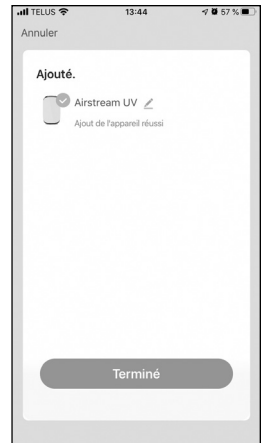 TELUS 13:44 57 %
Annuler
Ajouté.
Airstream UV
Ajout de l'appareil réussi
Terminé